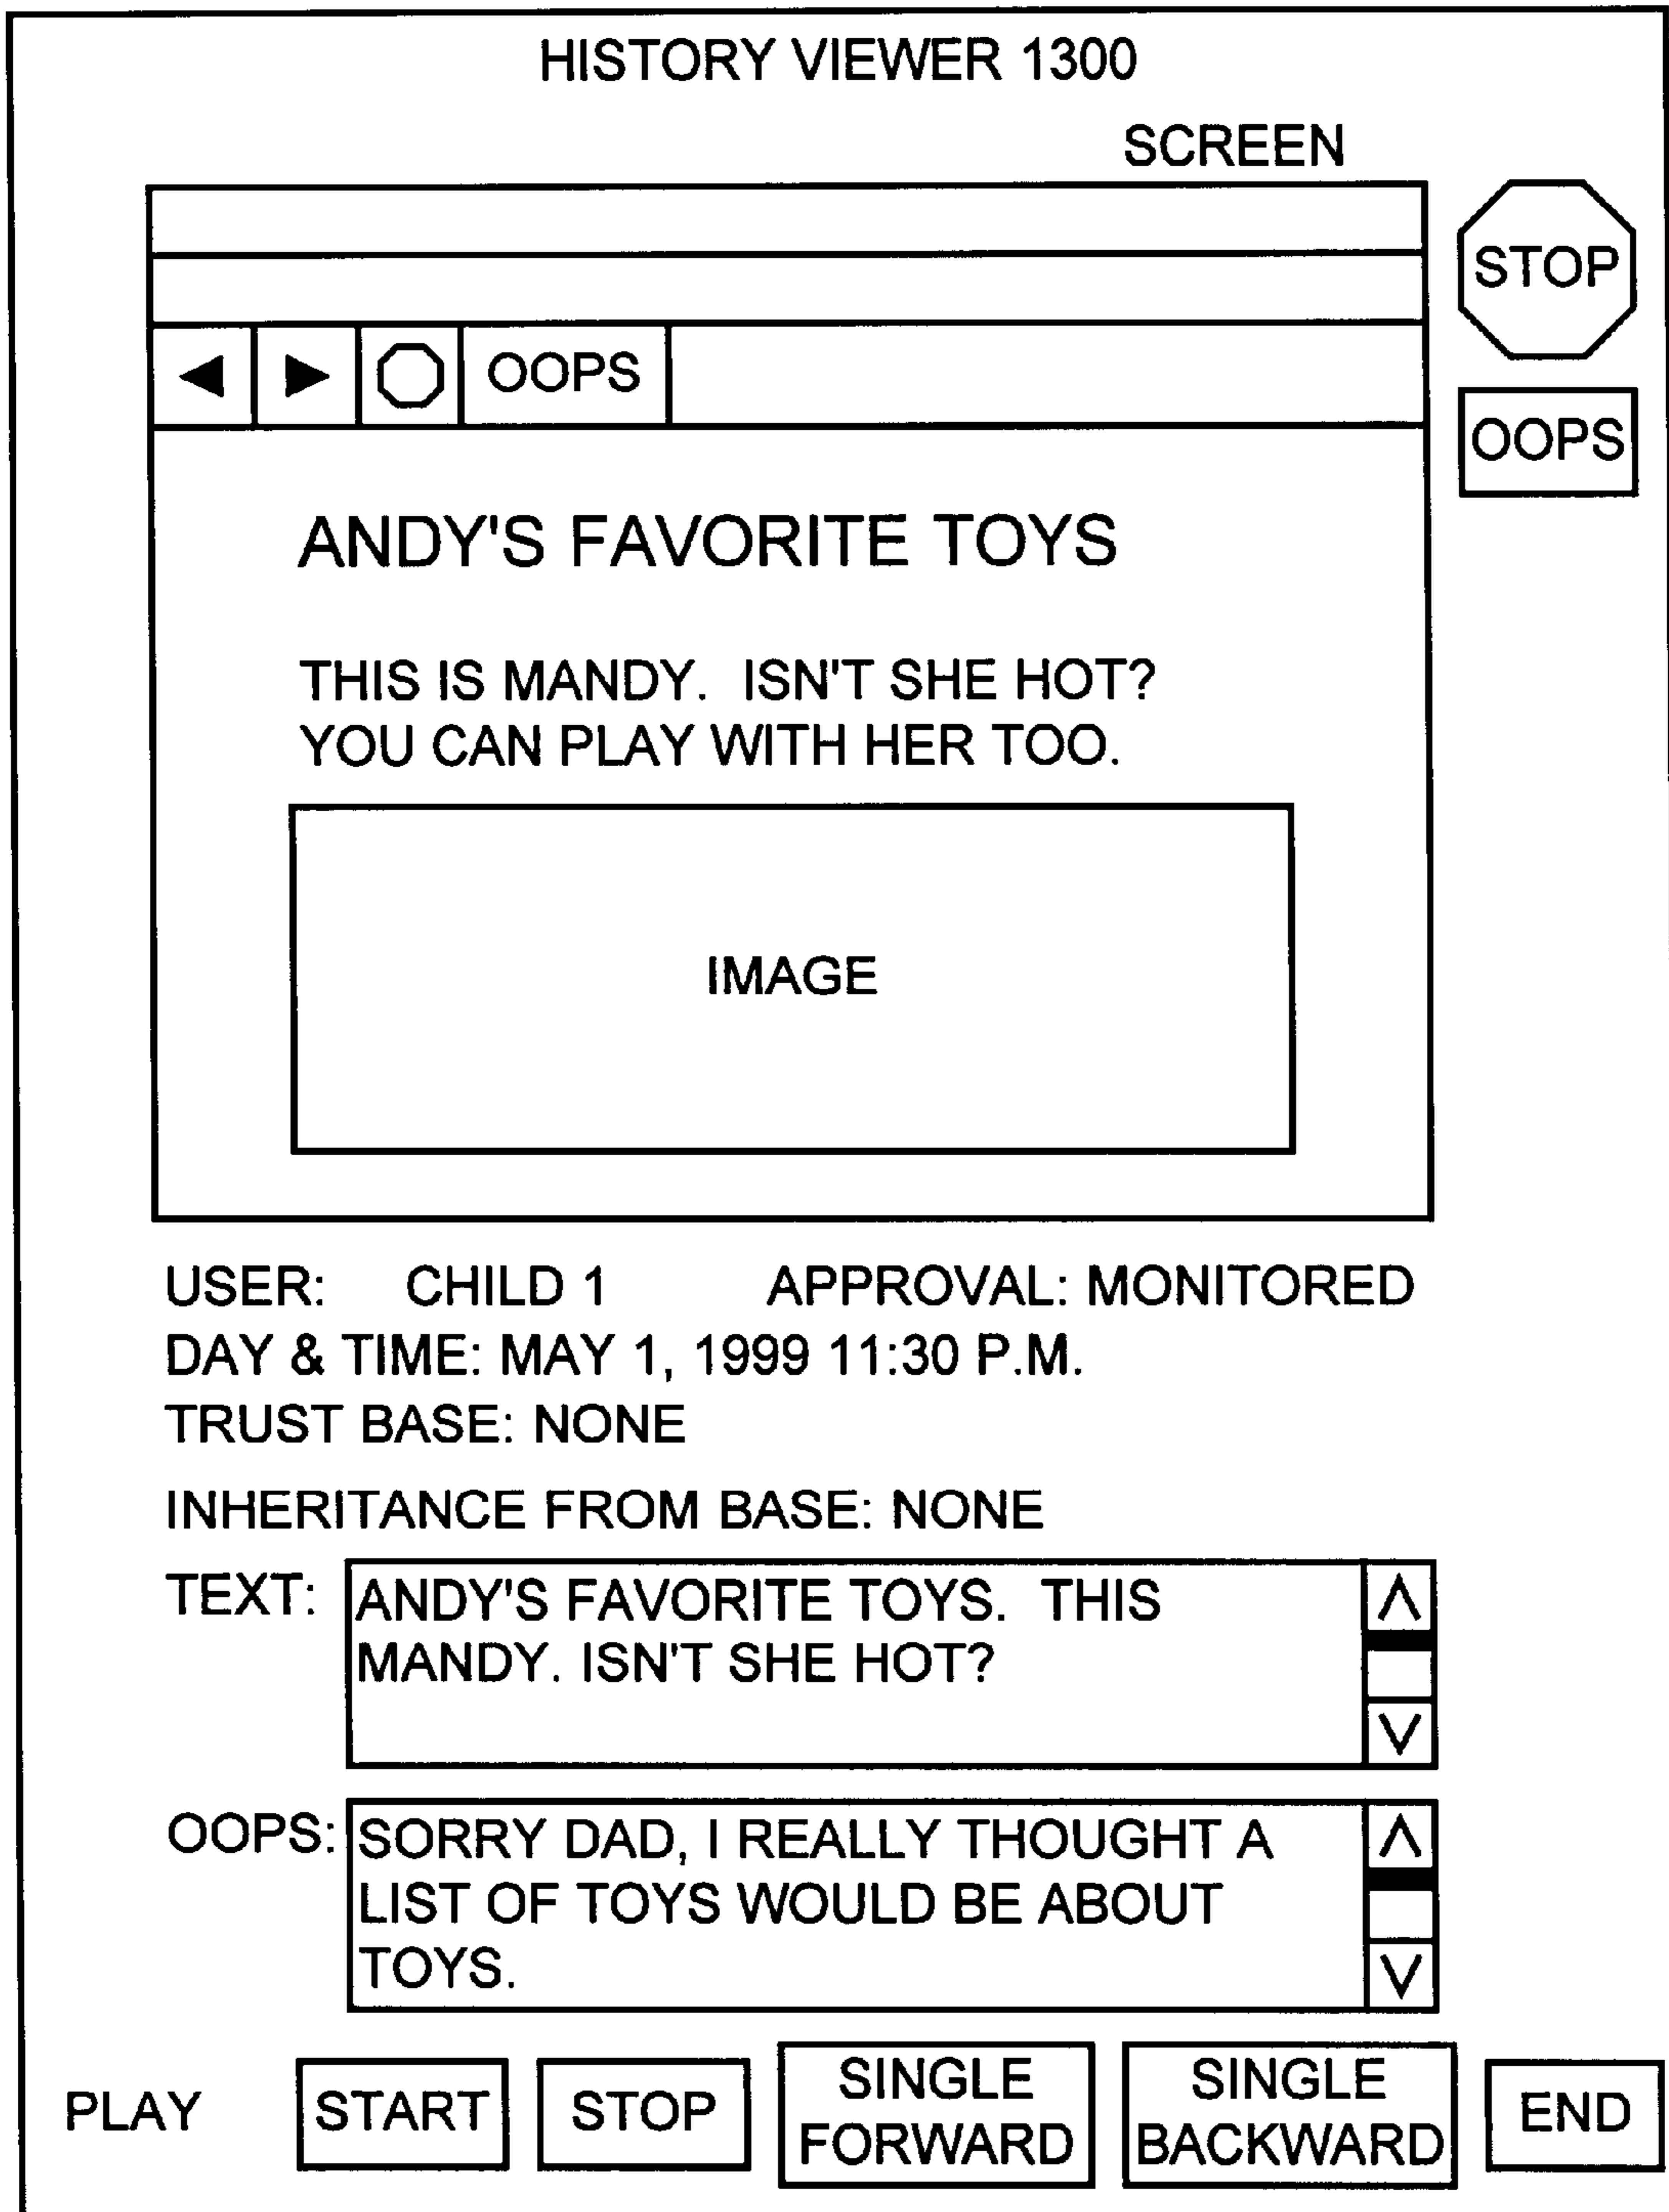 HISTORY VIEWER 1300
SCREEN
STOP
OOPS
OOPS
ANDY'S FAVORITE TOYS
THIS IS MANDY. ISN'T SHE HOT?
YOU CAN PLAY WITH HER TOO.
IMAGE
USER: CHILD 1 APPROVAL: MONITORED
DAY & TIME: MAY 1, 1999 11:30 P.M.
TRUST BASE: NONE
INHERITANCE FROM BASE: NONE
TEXT: ANDY'S FAVORITE TOYS. THIS
MANDY. ISN'T SHE HOT?
OOPS: SORRY DAD, I REALLY THOUGHT A
LIST OF TOYS WOULD BE ABOUT
TOYS.
PLAY START STOP SINGLE FORWARD SINGLE BACKWARD END